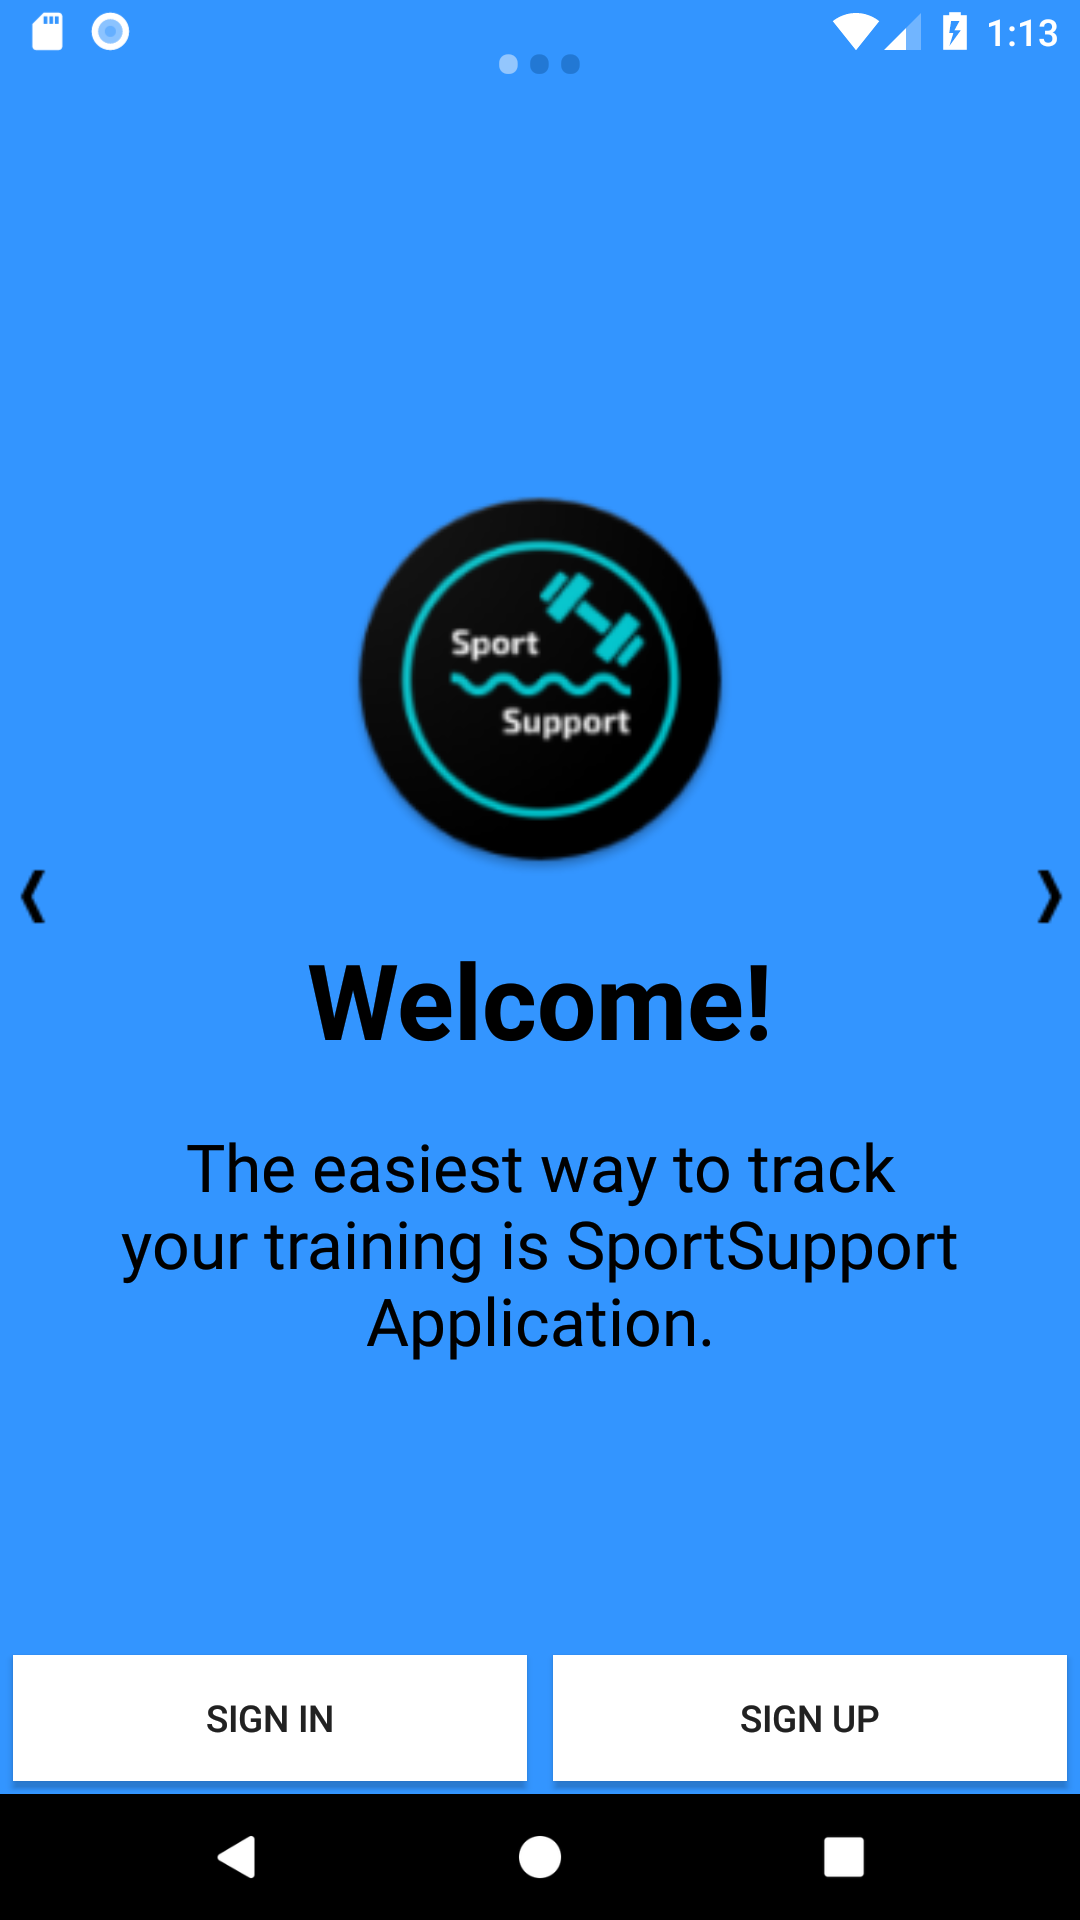 1:13
Sport
Support
Welcome!
The easiest way to track
your training is SportSupport
Application.
SIGN IN
SIGN UP